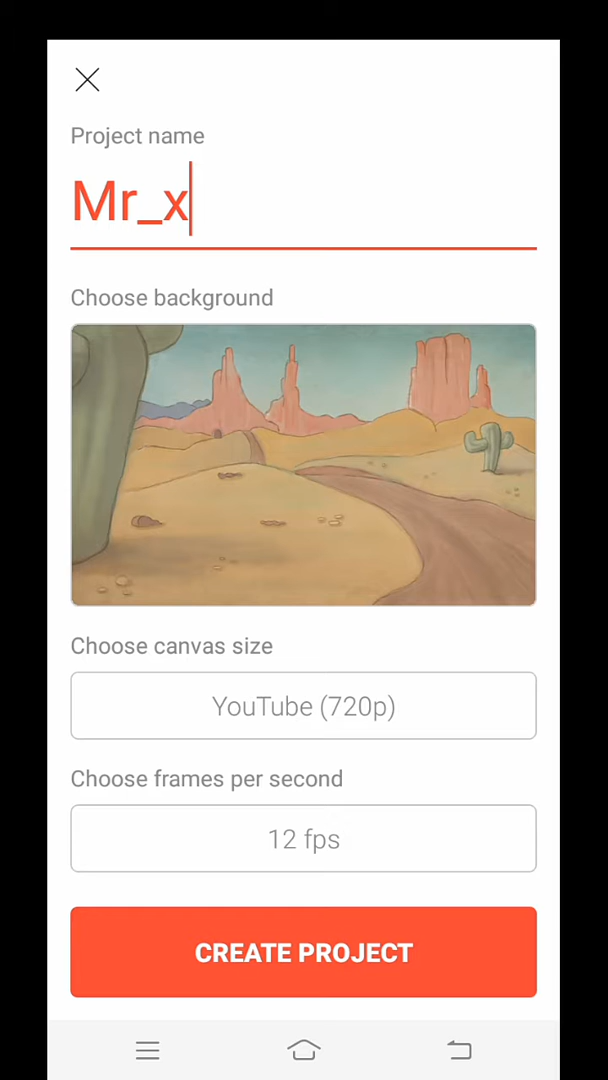 Project name
Mr_x
Choose background
Choose canvas size
YouTube (720p)
Choose frames per second
12 fps
CREATE PROJECT